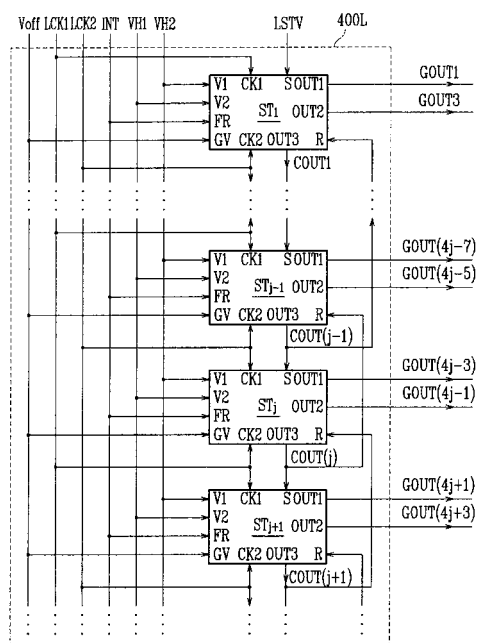 400L
Voff LCK1 LCK2 INT VH1 VH2 LSTV
V1 CK1 S OUT1 GOUT1
V2 ST1 OUT2 GOUT3
FR
GV CK2 OUT3 R
COUT1
V1 CK1 S OUT1 GOUT(4j-7)
V2 STj-1 OUT2 GOUT(4j-5)
FR
GV CK2 OUT3 R
COUT(j-1)
V1 CK1 S OUT1 GOUT(4j-3)
V2 STj OUT2 GOUT(4j-1)
FR
GV CK2 OUT3 R
COUT(j)
V1 CK1 S OUT1 GOUT(4j+1)
V2 STj+1 OUT2 GOUT(4j+3)
FR
GV CK2 OUT3 R
COUT(j+1)